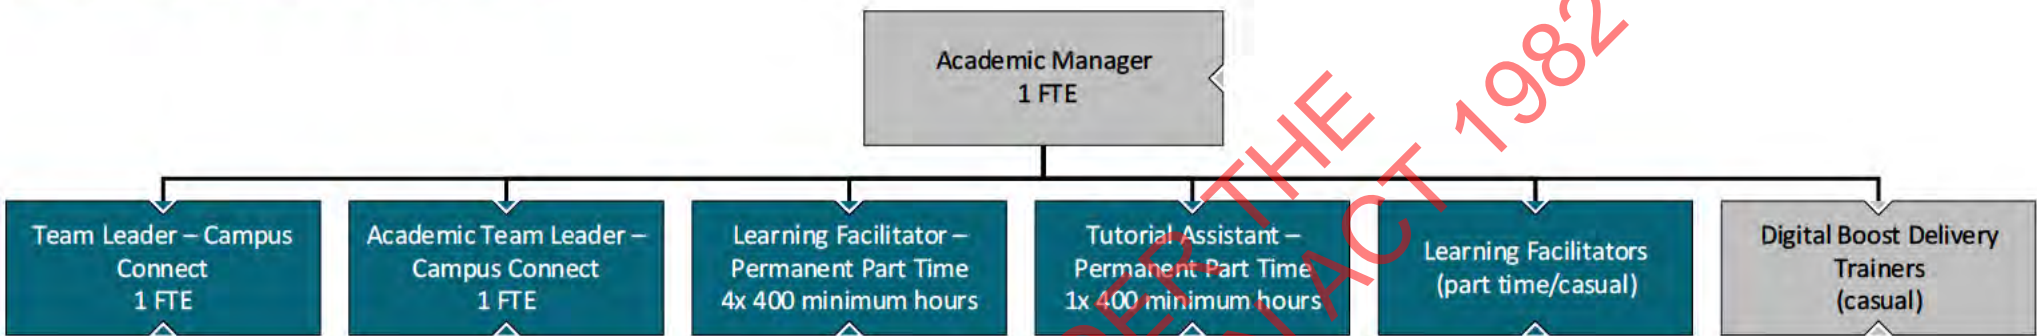 Academic Manager
1 FTE
Team Leader – Campus
Connect
1 FTE
Academic Team Leader –
Campus Connect
1 FTE
Learning Facilitator –
Permanent Part Time
4x 400 minimum hours
Tutorial Assistant –
Permanent Part Time
1x 400 minimum hours
Learning Facilitators
(part time/casual)
Digital Boost Delivery
Trainers
(casual)
THE
ACT 1982